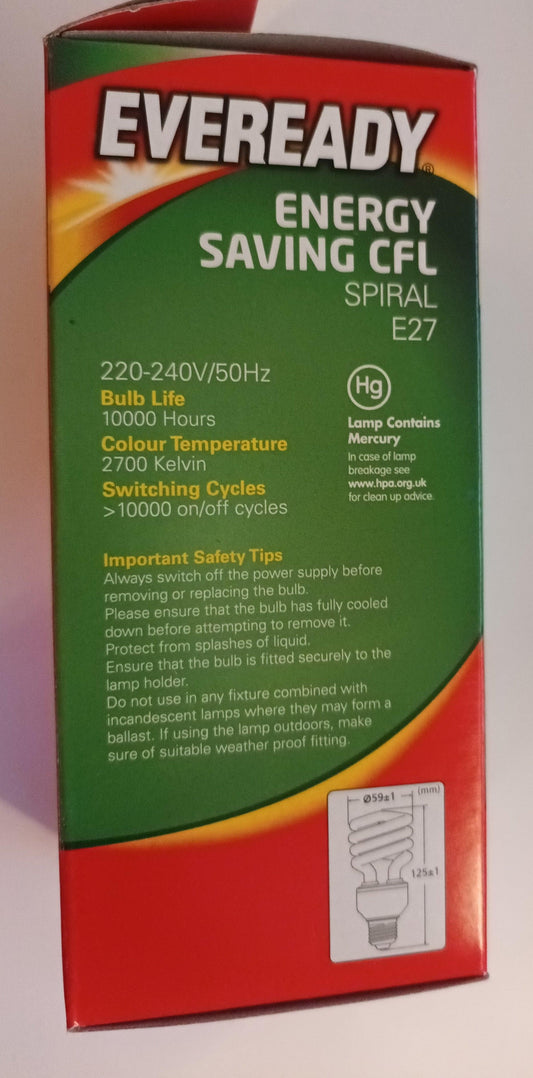 EVEREADY®
ENERGY
SAVING CFL
SPIRAL
E27
220-240V/50Hz
Bulb Life
10000 Hours
Colour Temperature
2700 Kelvin
Switching Cycles
>10000 on/off cycles
Hg
Lamp Contains
Mercury
In case of lamp
breakage see
www.hpa.org.uk
for clean up advice.
Important Safety Tips
Always switch off the power supply before
removing or replacing the bulb.
Please ensure that the bulb has fully cooled
down before attempting to remove it.
Protect from splashes of liquid.
Ensure that the bulb is fitted securely to the
lamp holder.
Do not use in any fixture combined with
incandescent lamps where they may form a
ballast. If using the lamp outdoors, make
sure of suitable weather proof fitting.
Ø59±1
(mm)
125±1